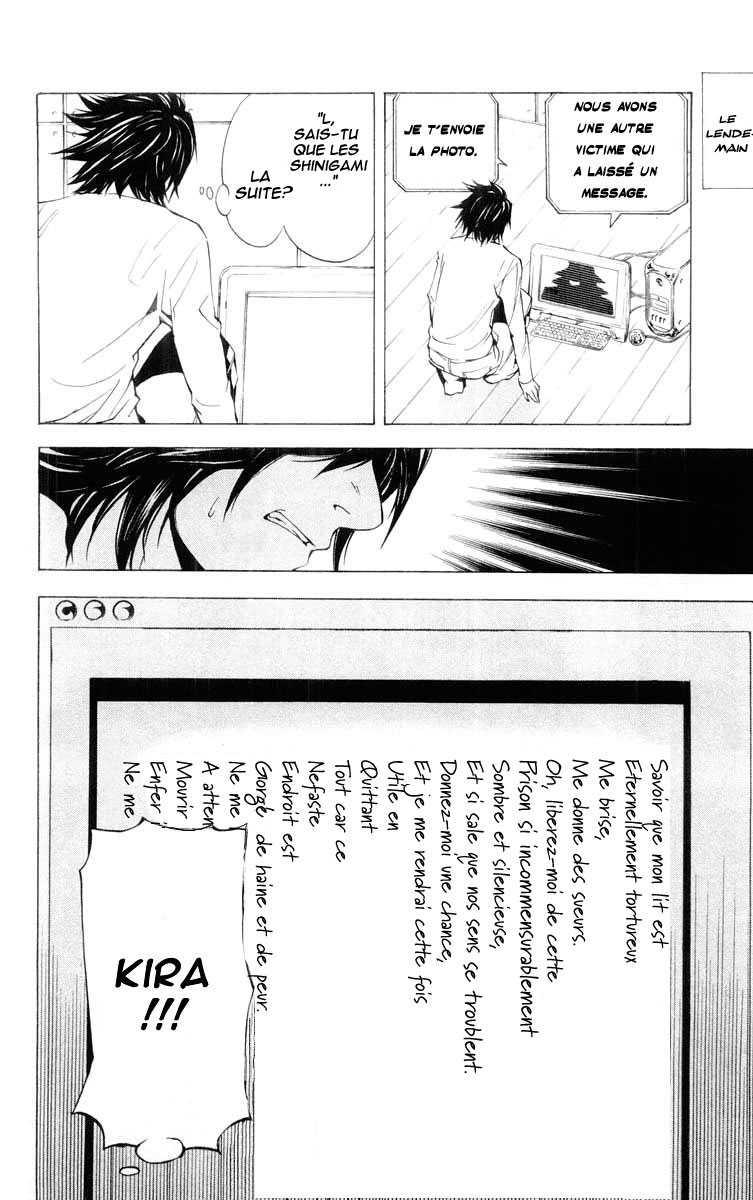 LE
LENDE-
MAIN
NOUS AVONS
UNE AUTRE
VICTIME QUI
A LAISSÉ UN
MESSAGE.
JE T'ENVOIE
LA PHOTO.
"L,
SAIS-TU
QUE LES
SHINIGAMI
..."
LA
SUITE?
Savoir que mon lit est
Eternellement tortureux
Me brise,
Me donne des sueurs.
Oh, liberez-moi de cette
Prison si incommensurablement
Sombre et silencieuse,
Et si sale que nos sens se troublent.
Donnez-moi une chance,
Et je me rendrai cette fois
Utile en
Quittant
Tout car ce
Nefaste
Endroit est
Gorgé de haine et de peur.
Ne me
A
Mourir
Enfer
Ne me
KIRA
!!!